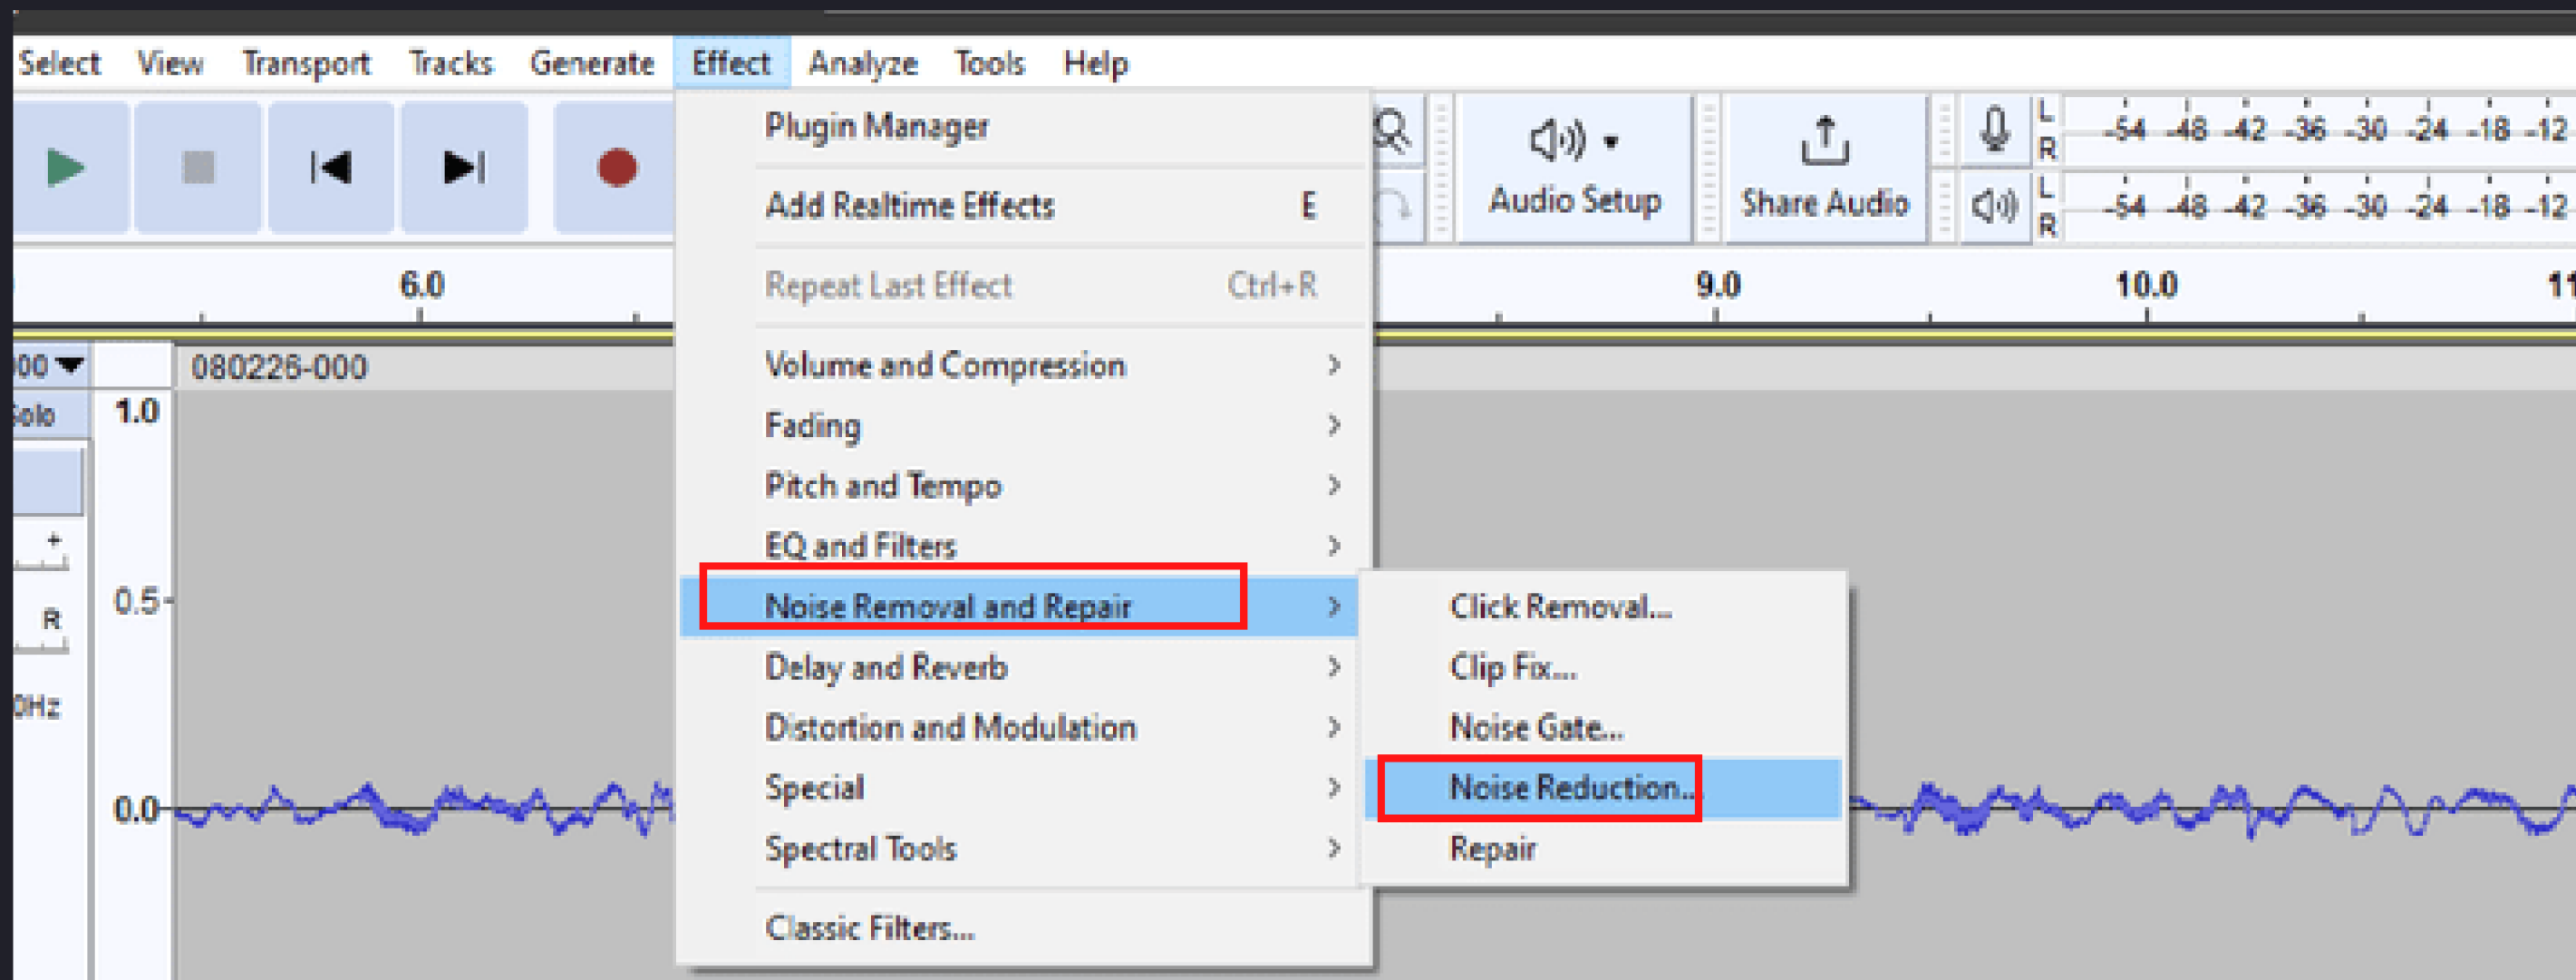 Select View Transport Tracks Generate Effect Analyze Tools Help
Plugin Manager
Add Realtime Effects E
Repeat Last Effect Ctrl+R
Volume and Compression
Fading
Pitch and Tempo
EQ and Filters
Noise Removal and Repair
Delay and Reverb
Distortion and Modulation
Special
Spectral Tools
Classic Filters...
Click Removal...
Clip Fix...
Noise Gate...
Noise Reduction...
Repair
Audio Setup
Share Audio
L
R
-54 -48 -42 -36 -30 -24 -18 -12
L
R
-54 -48 -42 -36 -30 -24 -18 -12
6.0 9.0 10.0 11
00
080226-000
Solo
1.0
+
0.5
R
0Hz
0.0